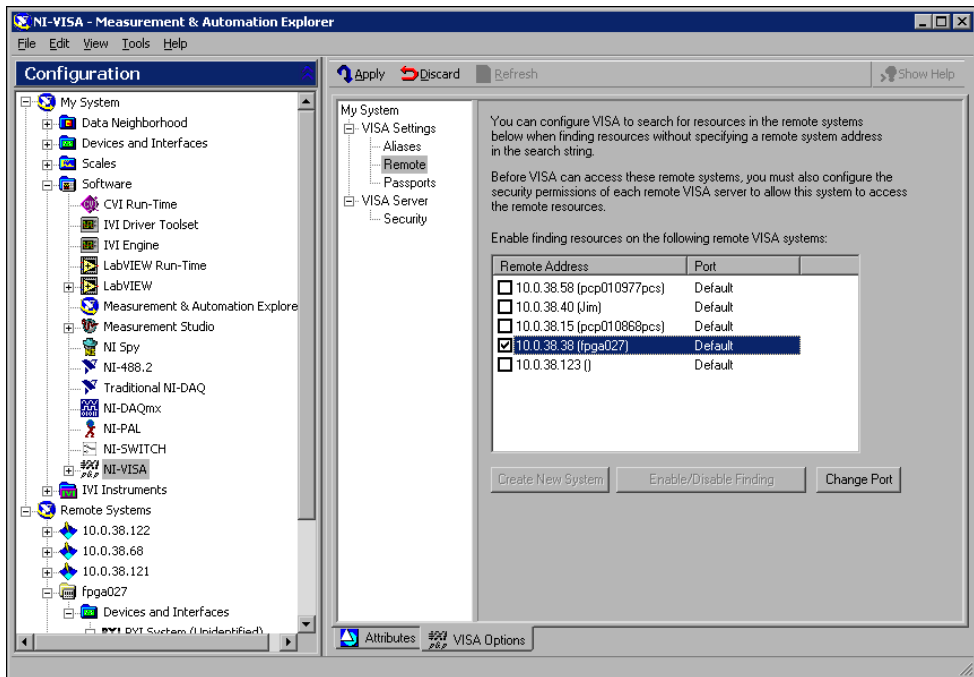 NI-VISA - Measurement & Automation Explorer
File Edit View Tools Help
Configuration
My System
Data Neighborhood
Devices and Interfaces
Scales
Software
CVI Run-Time
IVI Driver Toolset
IVI Engine
LabVIEW Run-Time
LabVIEW
Measurement & Automation Explore
Measurement Studio
NI Spy
NI-488.2
Traditional NI-DAQ
NI-DAQmx
NI-PAL
NI-SWITCH
NI-VISA
IVI Instruments
Remote Systems
10.0.38.122
10.0.38.68
10.0.38.121
fpga027
Devices and Interfaces
PXI System (Unidentified)
Apply Discard Refresh Show Help
My System
VISA Settings
Aliases
Remote
Passports
VISA Server
Security
You can configure VISA to search for resources in the remote systems
below when finding resources without specifying a remote system address
in the search string.
Before VISA can access these remote systems, you must also configure the
security permissions of each remote VISA server to allow this system to access
the remote resources.
Enable finding resources on the following remote VISA systems:
Remote Address Port
10.0.38.58 (pcp010977pcs) Default
10.0.38.40 (Jim) Default
10.0.38.15 (pcp010868pcs) Default
10.0.38.38 (fpga027) Default
10.0.38.123 () Default
Create New System Enable/Disable Finding Change Port
Attributes VISA Options